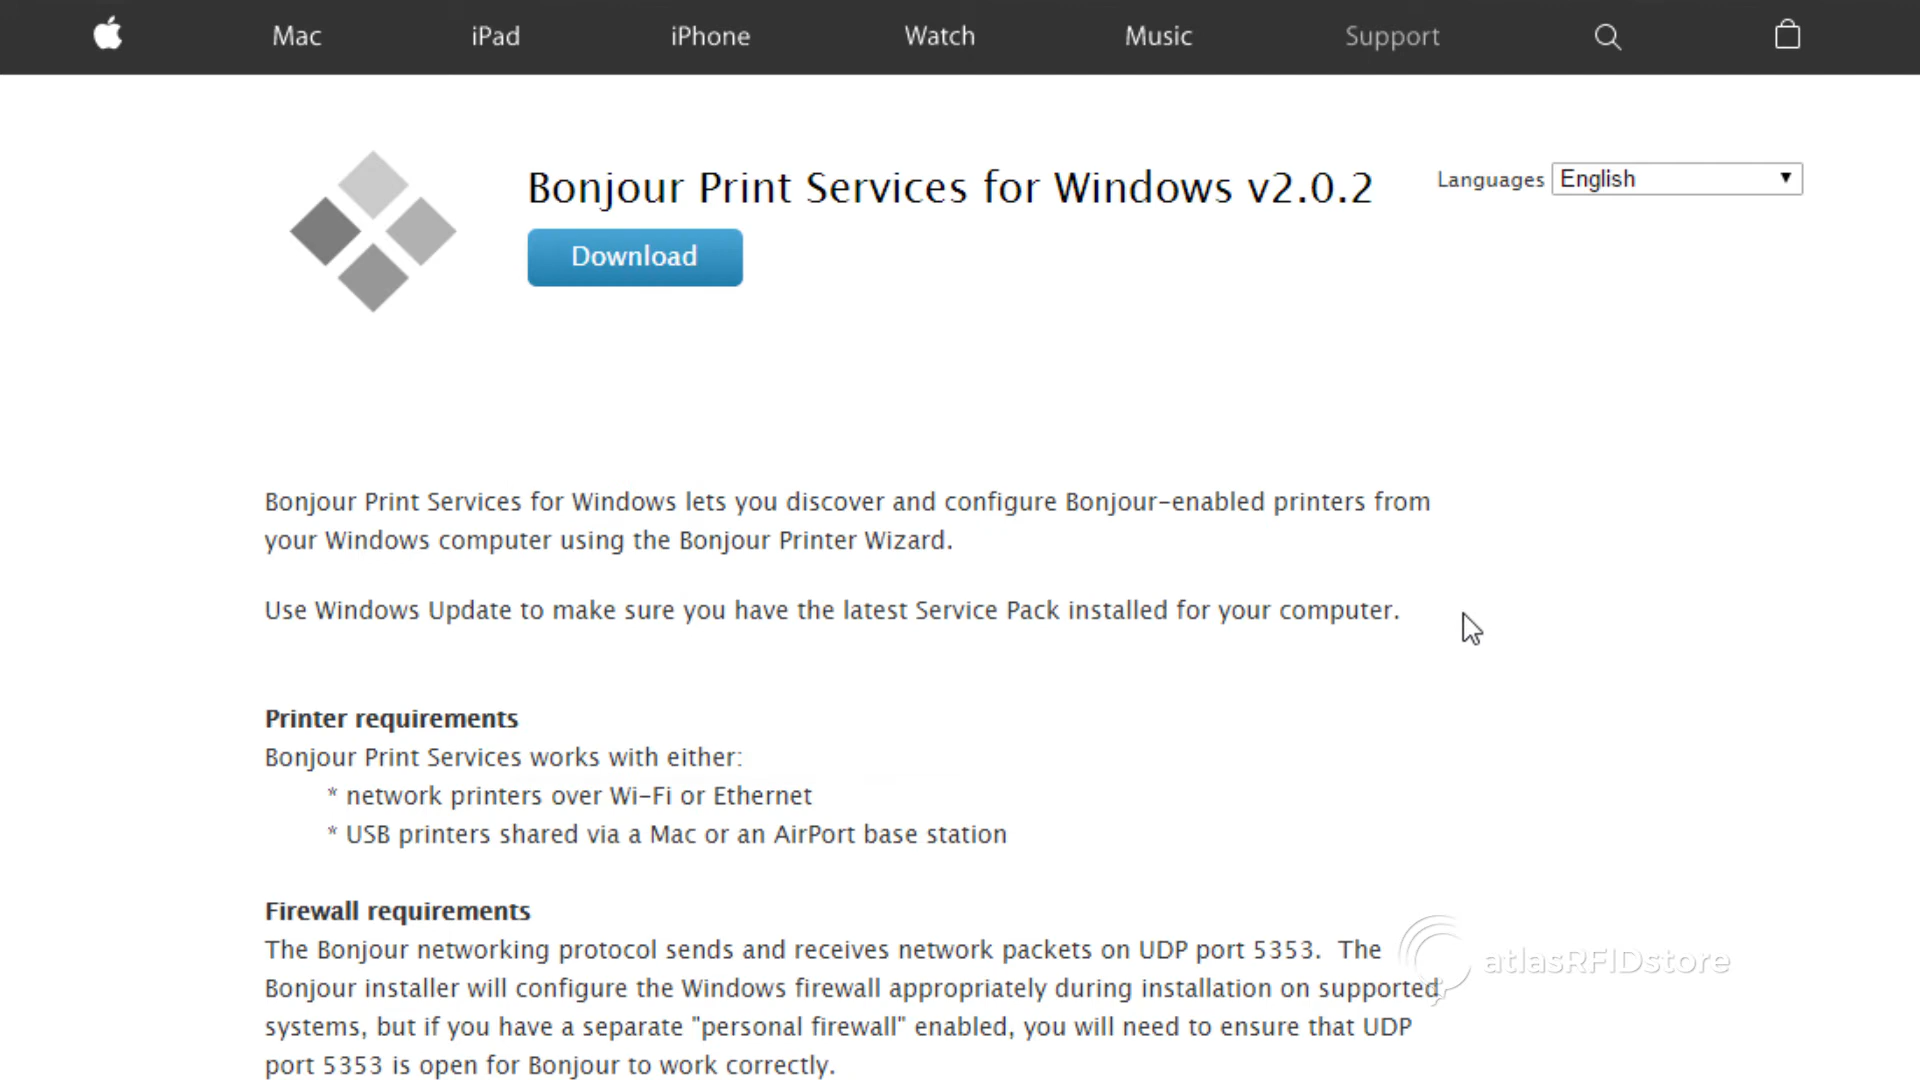 Mac iPad iPhone Watch Music Support
Bonjour Print Services for Windows v2.0.2
Languages English
Download
Bonjour Print Services for Windows lets you discover and configure Bonjour-enabled printers from
your Windows computer using the Bonjour Printer Wizard.
Use Windows Update to make sure you have the latest Service Pack installed for your computer.
Printer requirements
Bonjour Print Services works with either:
* network printers over Wi-Fi or Ethernet
* USB printers shared via a Mac or an AirPort base station
Firewall requirements
The Bonjour networking protocol sends and receives network packets on UDP port 5353. The
Bonjour installer will configure the Windows firewall appropriately during installation on supported
systems, but if you have a separate "personal firewall" enabled, you will need to ensure that UDP
port 5353 is open for Bonjour to work correctly.
atlasRFIDstore